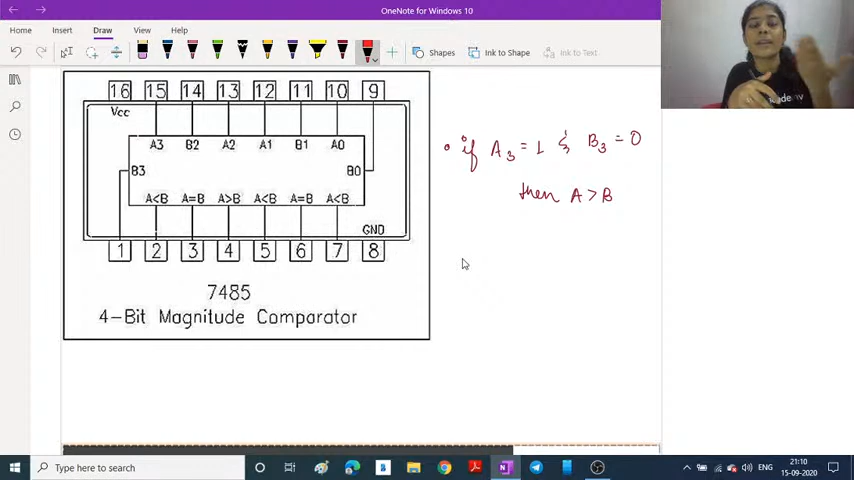 OneNote for Windows 10
Home Insert Draw View Help
Shapes Ink to Shape Ink to Text
16 15 14 13 12 11 10 9
Vcc
A3 B2 A2 A1 B1 A0
B3 B0
A<B A=B A>B A<B A=B A<B
GND
1 2 3 4 5 6 7 8
7485
4-Bit Magnitude Comparator
• if A3 = 1 & B3 = 0
then A > B
Type here to search
ENG
21:10
15-09-2020